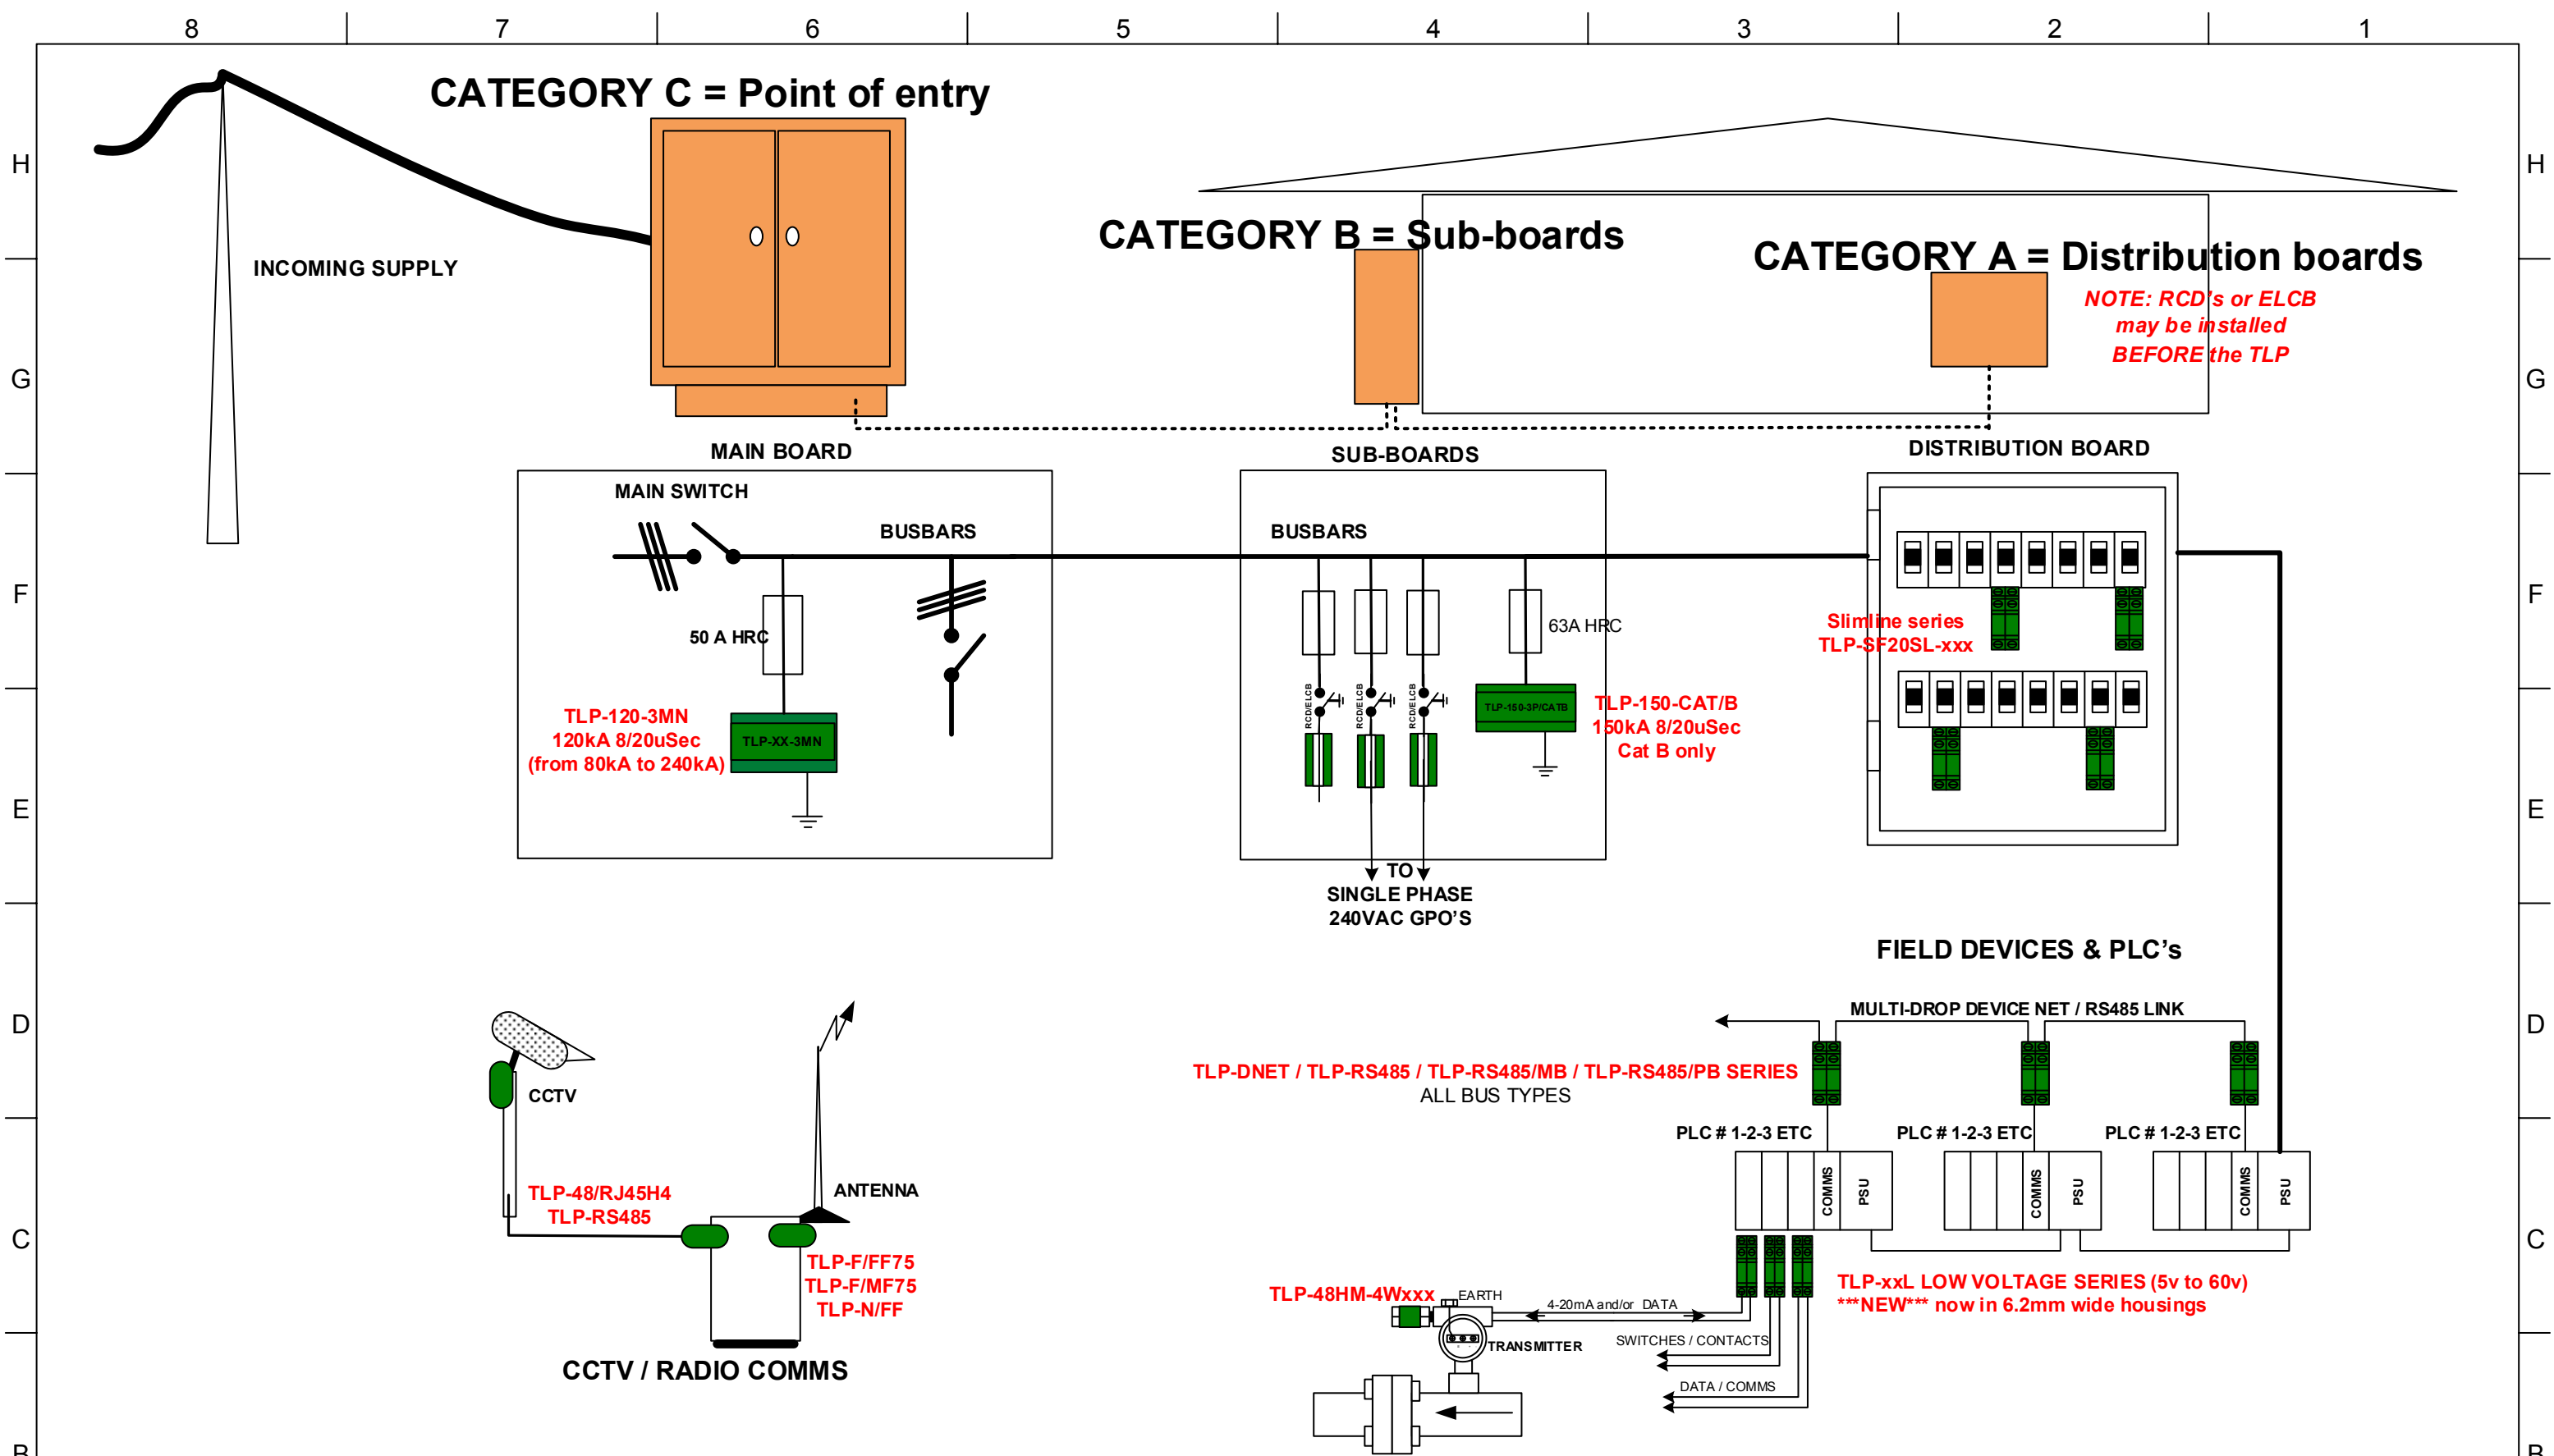 8 7 6 5 4 3 2 1
CATEGORY C = Point of entry
H H
CATEGORY B = Sub-boards
CATEGORY A = Distribution boards
INCOMING SUPPLY
NOTE: RCD's or ELCB
may be installed
BEFORE the TLP
G G
MAIN BOARD
SUB-BOARDS
DISTRIBUTION BOARD
MAIN SWITCH
BUSBARS
BUSBARS
F F
50 A HRC
63A HRC
Slimline series
TLP-SF20SL-xxx
RCD/ELCB
RCD/ELCB
RCD/ELCB
TLP-120-3MN
120kA 8/20uSec
(from 80kA to 240kA)
TLP-XX-3MN
TLP-150-3P/CATB
TLP-150-CAT/B
150kA 8/20uSec
Cat B only
E E
TO
SINGLE PHASE
240VAC GPO'S
FIELD DEVICES & PLC's
MULTI-DROP DEVICE NET / RS485 LINK
D D
TLP-DNET / TLP-RS485 / TLP-RS485/MB / TLP-RS485/PB SERIES
ALL BUS TYPES
CCTV
PLC # 1-2-3 ETC
PLC # 1-2-3 ETC
PLC # 1-2-3 ETC
COMMS
PSU
COMMS
PSU
COMMS
PSU
TLP-48/RJ45H4
TLP-RS485
ANTENNA
C C
TLP-F/FF75
TLP-F/MF75
TLP-N/FF
TLP-xxL LOW VOLTAGE SERIES (5v to 60v)
***NEW*** now in 6.2mm wide housings
TLP-48HM-4Wxxx
EARTH
4-20mA and/or DATA
TRANSMITTER
SWITCHES / CONTACTS
DATA / COMMS
CCTV / RADIO COMMS
B B